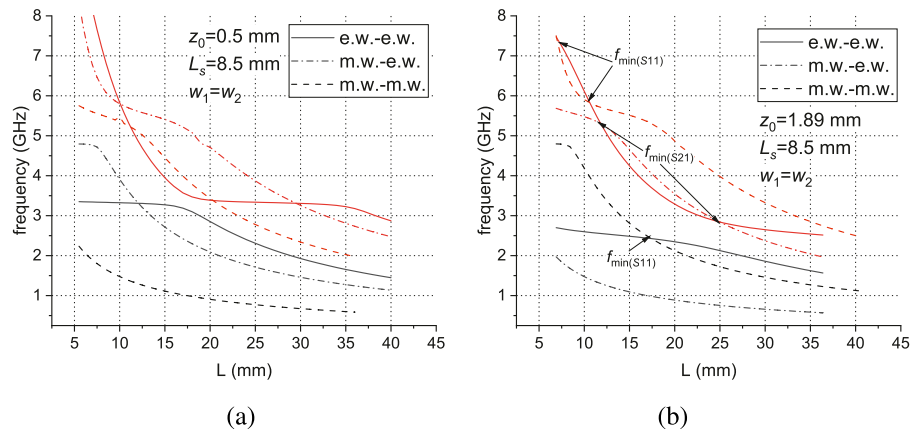 (a)
8
7
6
5
4
3
2
1
frequency (GHz)
z0=0.5 mm
Ls=8.5 mm
w1=w2
e.w.-e.w.
m.w.-e.w.
m.w.-m.w.
5 10 15 20 25 30 35 40 45
L (mm)
(a)
(b)
8
7
6
5
4
3
2
1
frequency (GHz)
fmin(S11)
fmin(S21)
fmin(S11)
e.w.-e.w.
m.w.-e.w.
m.w.-m.w.
z0=1.89 mm
Ls=8.5 mm
w1=w2
5 10 15 20 25 30 35 40 45
L (mm)
(b)